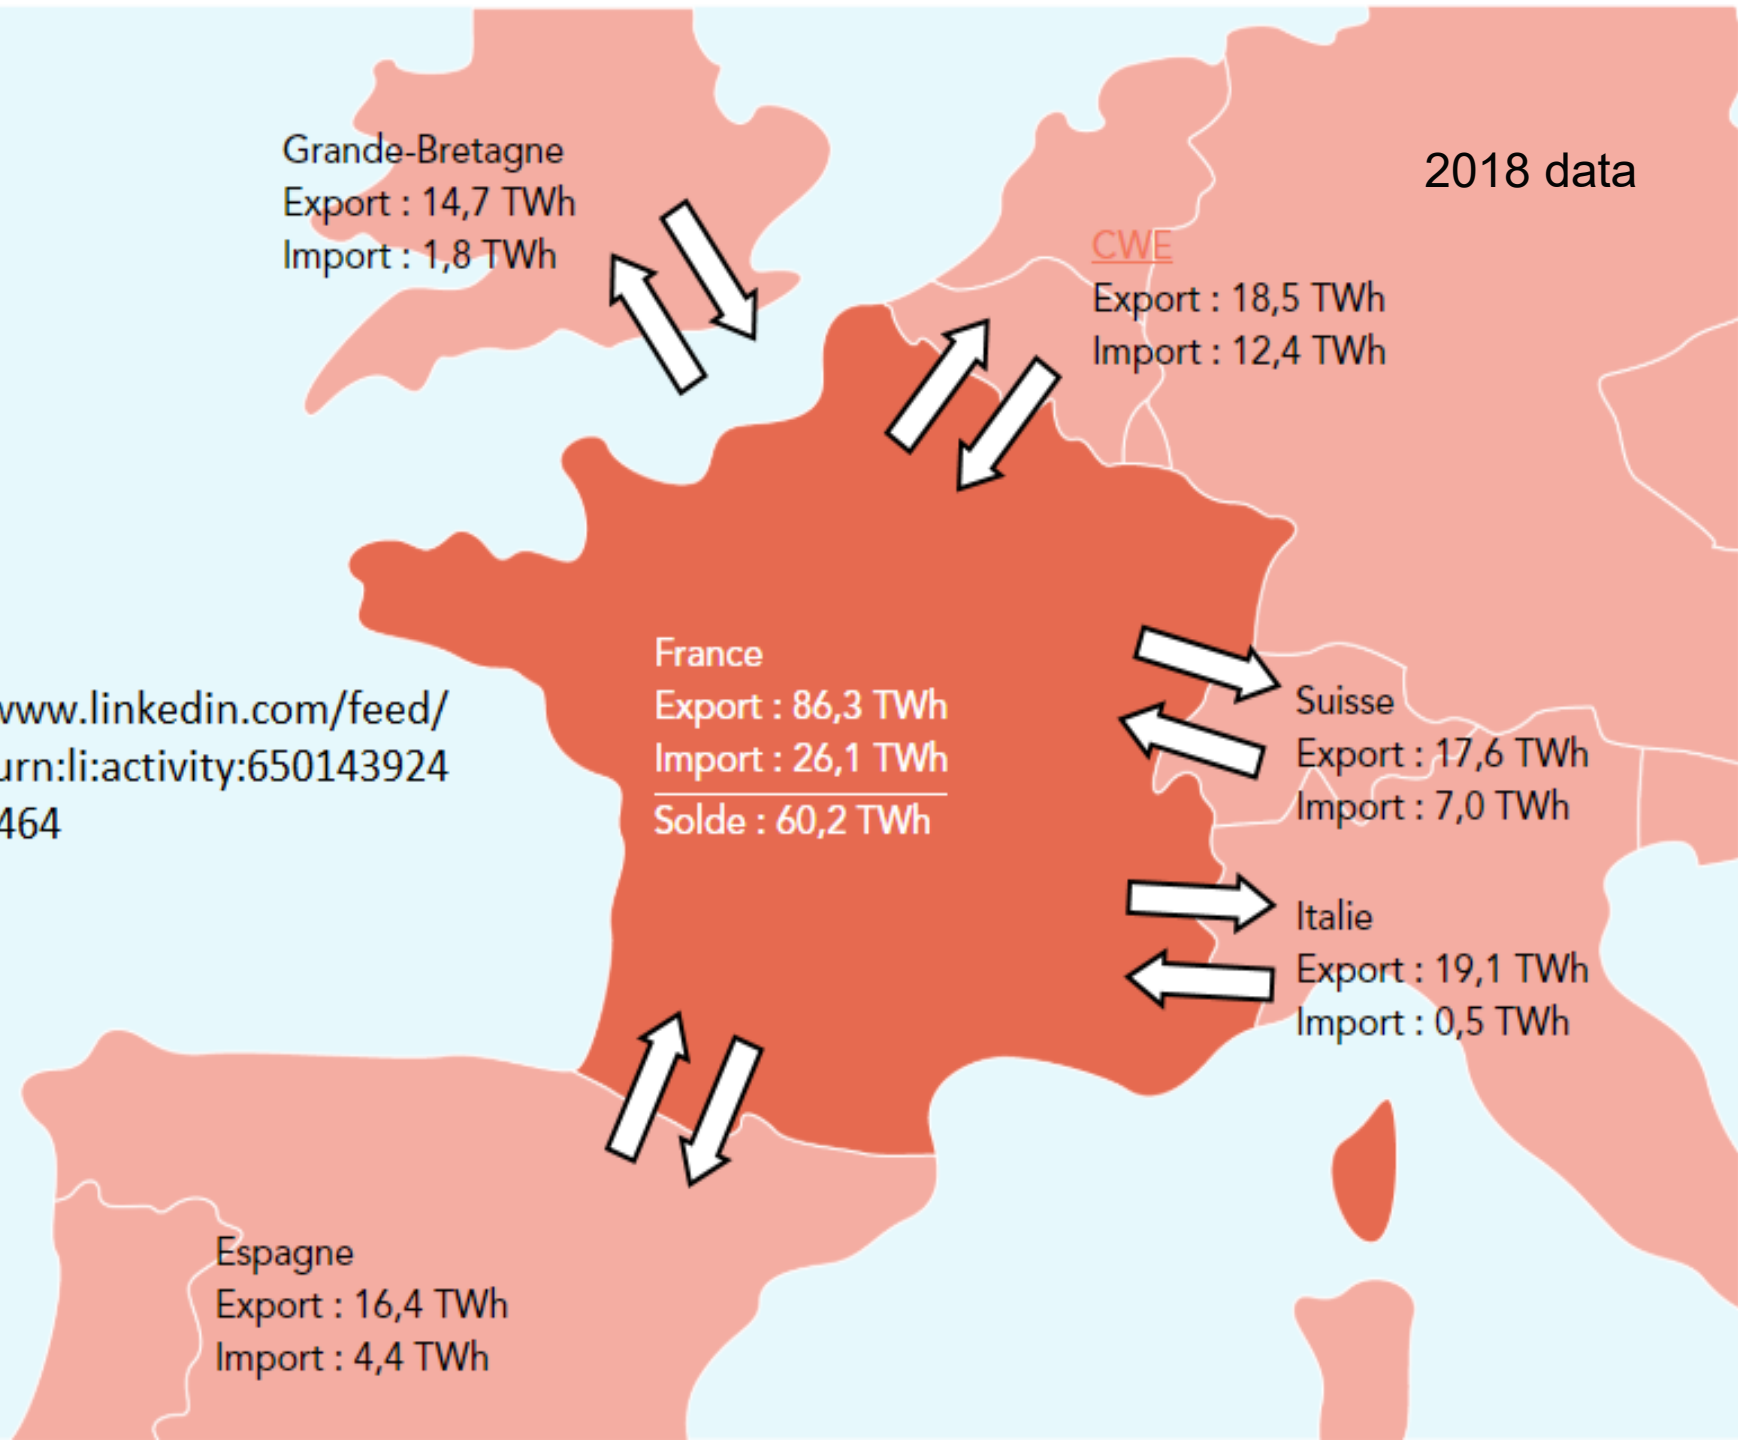 Grande-Bretagne
Export : 14,7 TWh
Import : 1,8 TWh
2018 data
CWE
Export : 18,5 TWh
Import : 12,4 TWh
France
Export : 86,3 TWh
Import : 26,1 TWh
Solde : 60,2 TWh
www.linkedin.com/feed/
urn:li:activity:650143924
464
Suisse
Export : 17,6 TWh
Import : 7,0 TWh
Italie
Export : 19,1 TWh
Import : 0,5 TWh
Espagne
Export : 16,4 TWh
Import : 4,4 TWh